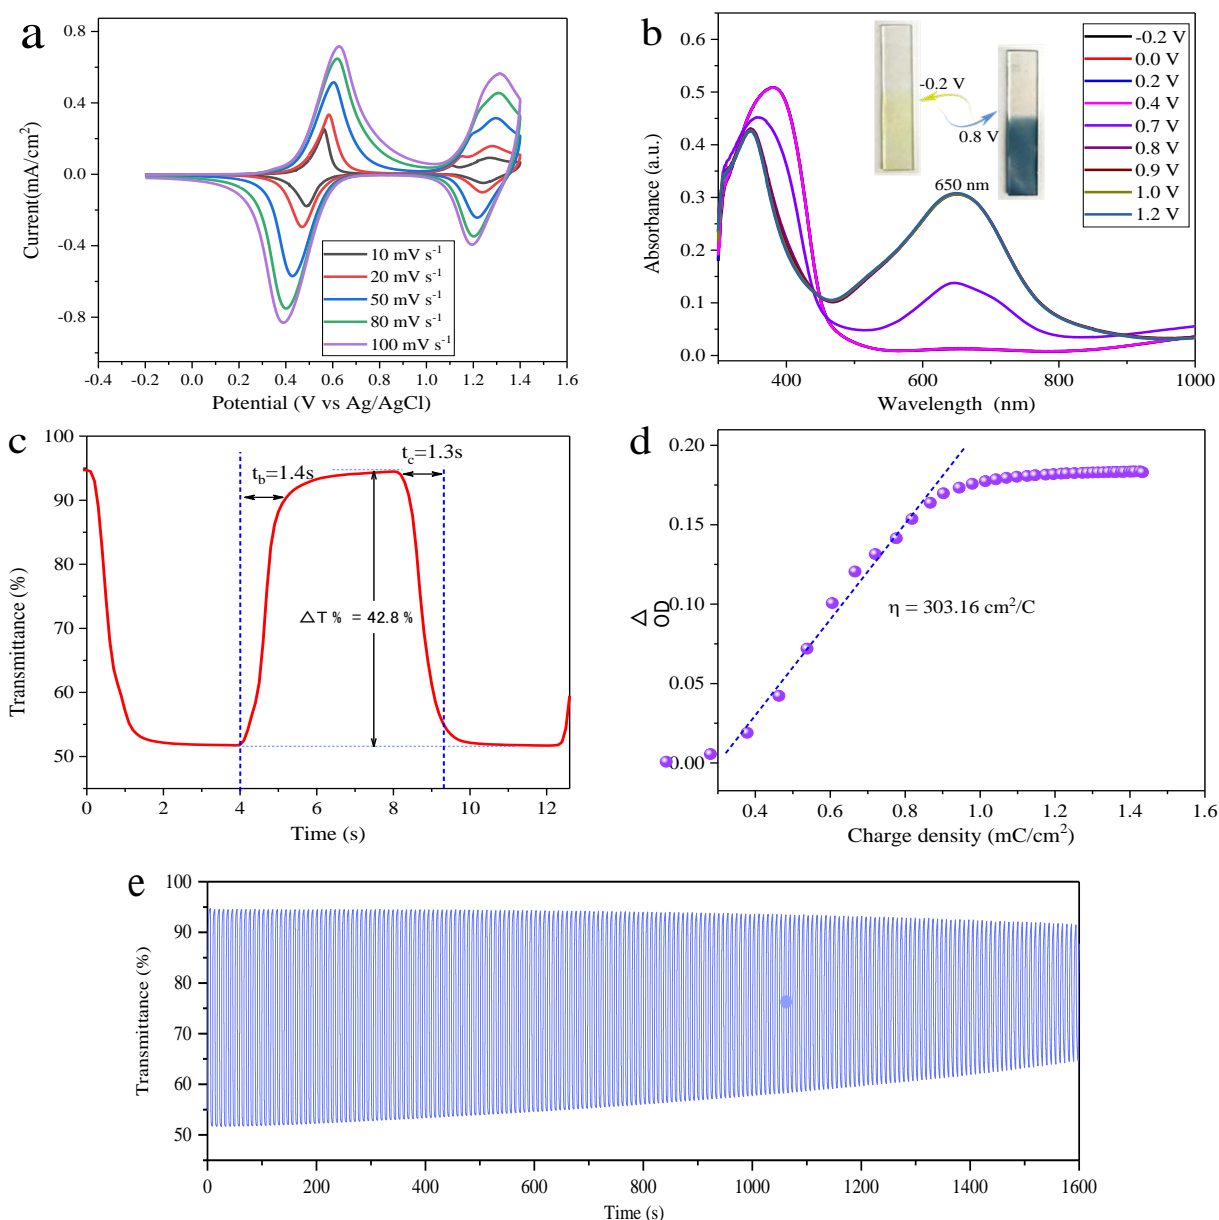 a
0.8
0.4
0.0
-0.4
-0.8
Current(mA/cm²)
10 mV s⁻¹
20 mV s⁻¹
50 mV s⁻¹
80 mV s⁻¹
100 mV s⁻¹
-0.4 -0.2 0.0 0.2 0.4 0.6 0.8 1.0 1.2 1.4 1.6
Potential (V vs Ag/AgCl)
b
0.6
0.5
0.4
0.3
0.2
0.1
0.0
Absorbance (a.u.)
-0.2 V
0.8 V
650 nm
-0.2 V
0.0 V
0.2 V
0.4 V
0.7 V
0.8 V
0.9 V
1.0 V
1.2 V
400 600 800 1000
Wavelength (nm)
c
100
90
80
70
60
50
Transmittance (%)
t_b=1.4s
t_c=1.3s
△T % = 42.8 %
0 2 4 6 8 10 12
Time (s)
d
0.20
0.15
0.10
0.05
0.00
△OD
η = 303.16 cm²/C
0.4 0.6 0.8 1.0 1.2 1.4 1.6
Charge density (mC/cm²)
e
100
90
80
70
60
50
Transmittance (%)
0 200 400 600 800 1000 1200 1400 1600
Time (s)